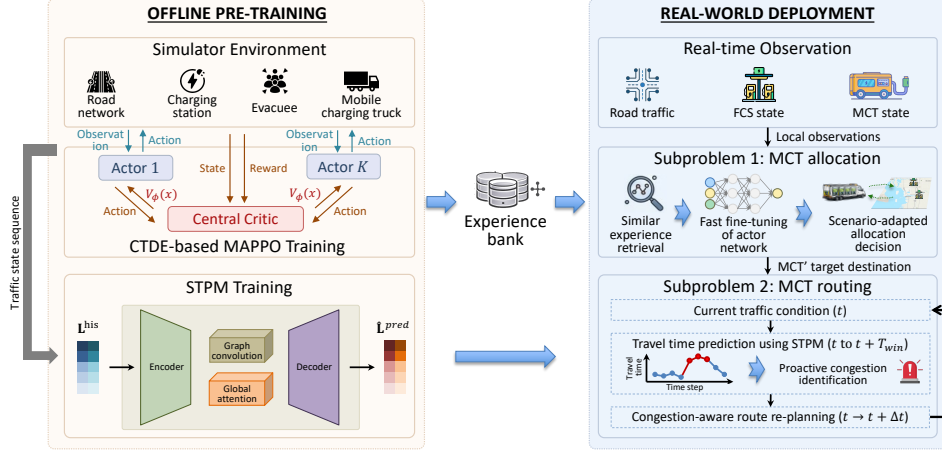 OFFLINE PRE-TRAINING
Simulator Environment
Road
network
Charging
station
Evacuee
Mobile
charging truck
Observat
ion
Action
Observat
ion
Action
Actor 1
State
Reward
Actor K
V_ϕ(x)
V_ϕ(x)
Action
Action
Central Critic
CTDE-based MAPPO Training
Traffic state sequence
STPM Training
L^his
Encoder
Graph
convolution
Global
attention
Decoder
L̂^pred
Experience
bank
REAL-WORLD DEPLOYMENT
Real-time Observation
Road traffic
FCS state
MCT state
Local observations
Subproblem 1: MCT allocation
Similar
experience
retrieval
Fast fine-tuning
of actor
network
Scenario-adapted
allocation
decision
MCT' target destination
Subproblem 2: MCT routing
Current traffic condition (t)
Travel time prediction using STPM (t to t + T_win)
Travel
time
Time step
Proactive congestion
identification
Congestion-aware route re-planning (t → t + Δt)